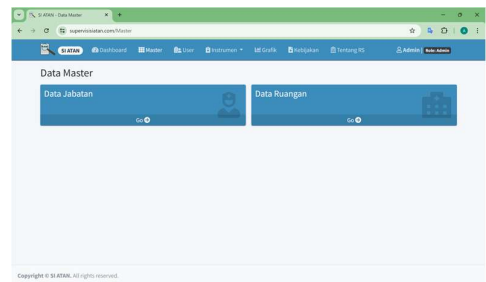 SI ATAN - Data Master
supervisisiatan.com/Master
SI ATAN Dashboard Master User Instrumen Grafik Kebijakan Tentang RS Admin | Role: Admin
Data Master
Data Jabatan
Go
Data Ruangan
Go
Copyright © SI ATAN. All rights reserved.